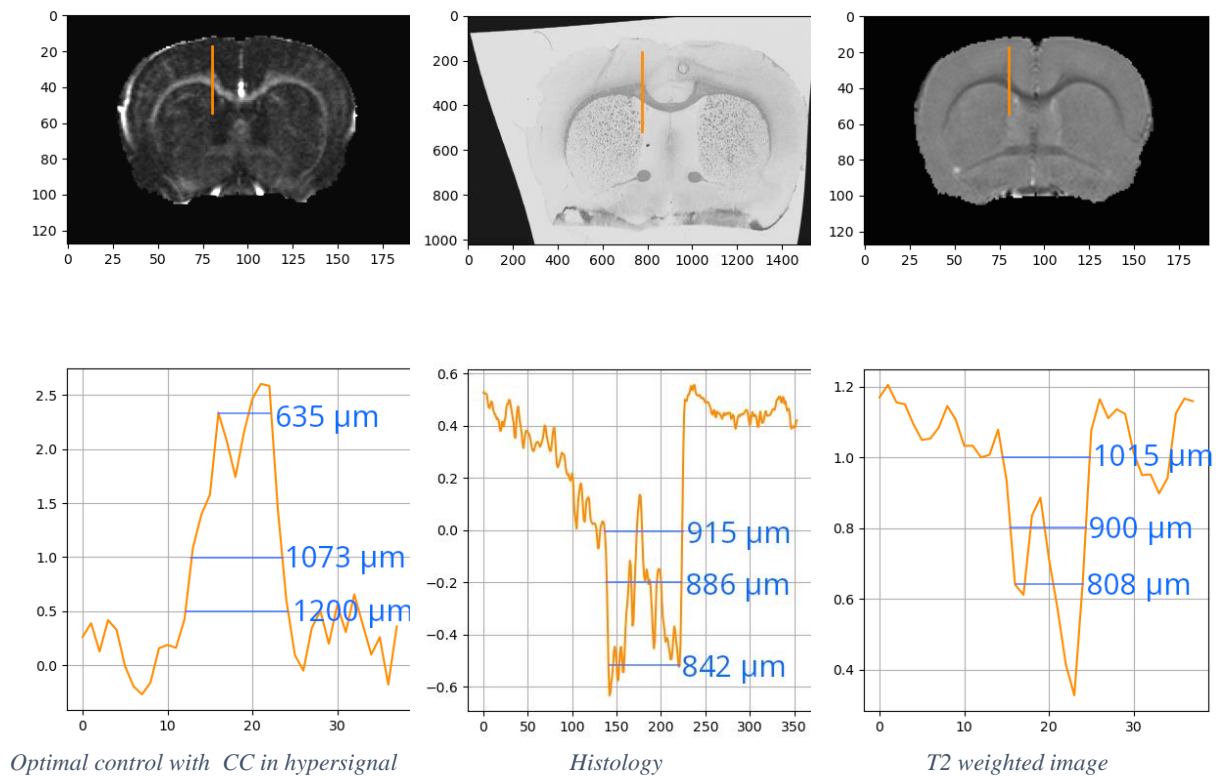 0
20
40
60
80
100
120
0 25 50 75 100 125 150 175
0
200
400
600
800
1000
0 200 400 600 800 1000 1200 1400
0
20
40
60
80
100
120
0 25 50 75 100 125 150 175
2.5
2.0
1.5
1.0
0.5
0.0
635 µm
1073 µm
1200 µm
0 10 20 30
0.6
0.4
0.2
0.0
−0.2
−0.4
−0.6
915 µm
886 µm
842 µm
0 50 100 150 200 250 300 350
1.2
1.0
0.8
0.6
0.4
1015 µm
900 µm
808 µm
0 10 20 30
Optimal control with CC in hypersignal
Histology
T2 weighted image